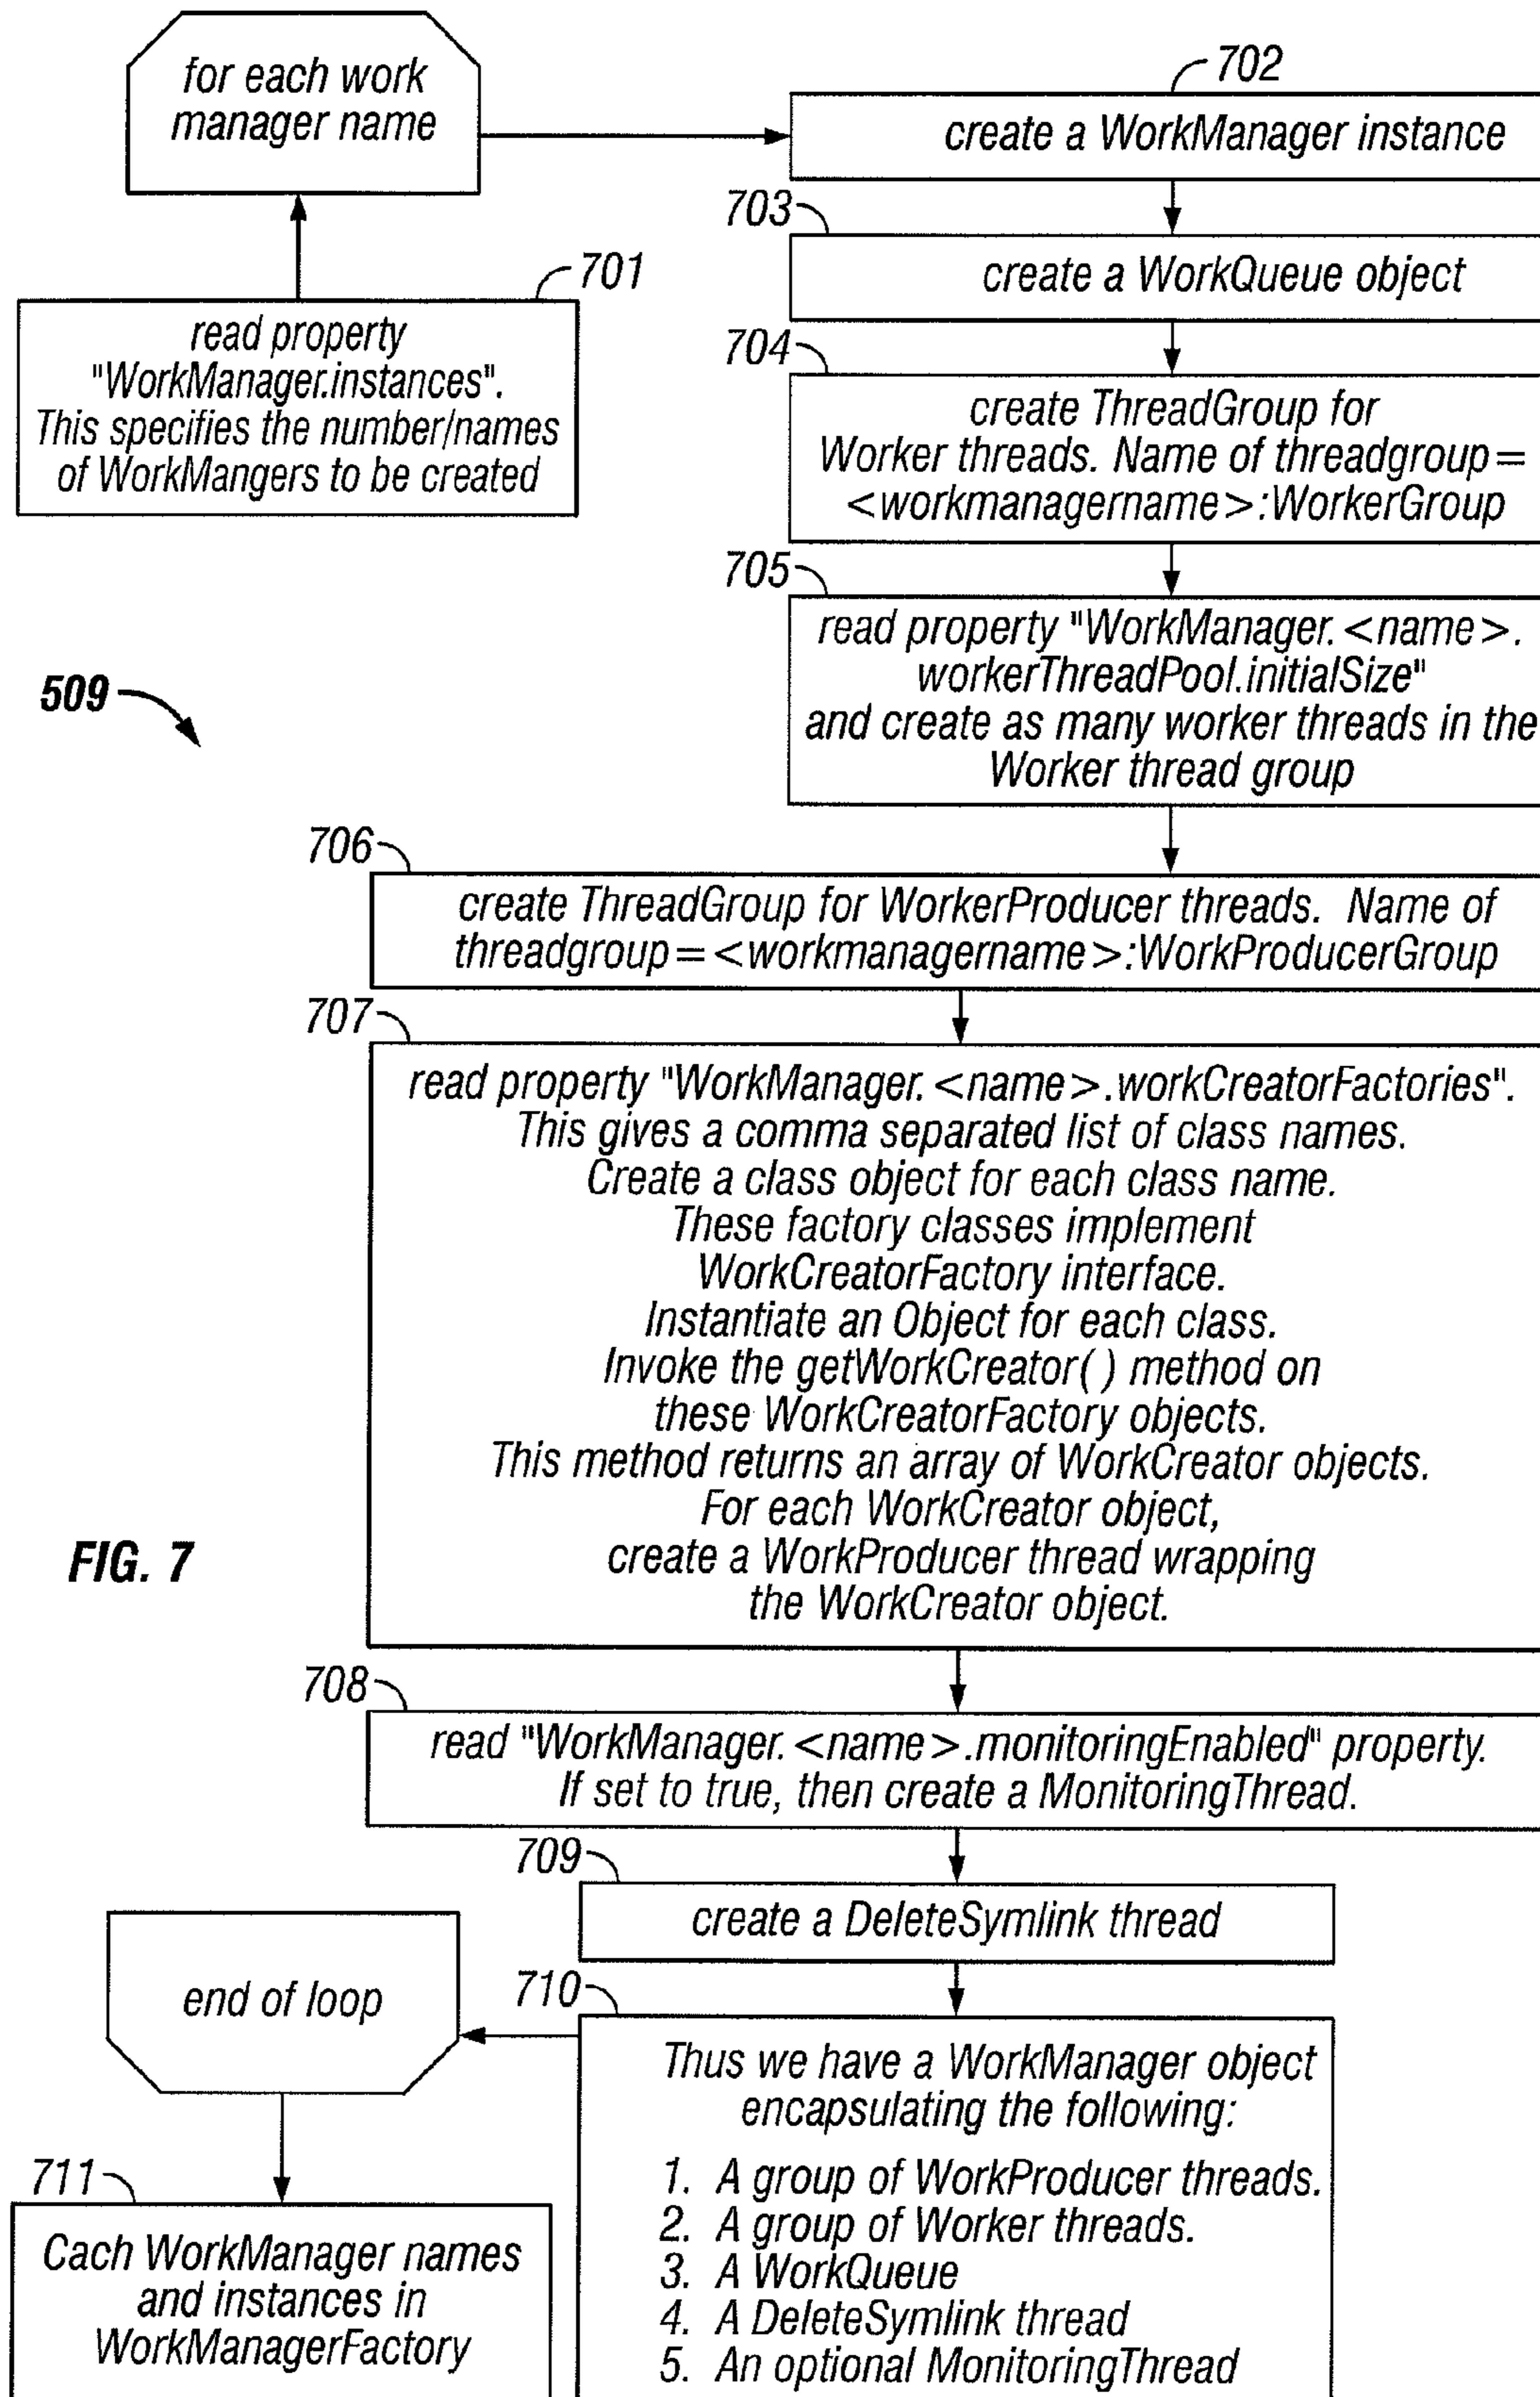 for each work
manager name
702
create a WorkManager instance
703
create a WorkQueue object
701
read property
"WorkManager.instances".
This specifies the number/names
of WorkMangers to be created
704
create ThreadGroup for
Worker threads. Name of threadgroup=
<workmanagername>:WorkerGroup
705
read property "WorkManager.<name>.
workerThreadPool.initialSize"
and create as many worker threads in the
Worker thread group
509
706
create ThreadGroup for WorkerProducer threads. Name of
threadgroup=<workmanagername>:WorkProducerGroup
707
read property "WorkManager.<name>.workCreatorFactories".
This gives a comma separated list of class names.
Create a class object for each class name.
These factory classes implement
WorkCreatorFactory interface.
Instantiate an Object for each class.
Invoke the getWorkCreator( ) method on
these WorkCreatorFactory objects.
This method returns an array of WorkCreator objects.
For each WorkCreator object,
create a WorkProducer thread wrapping
the WorkCreator object.
FIG. 7
708
read "WorkManager.<name>.monitoringEnabled" property.
If set to true, then create a MonitoringThread.
709
create a DeleteSymlink thread
end of loop
710
Thus we have a WorkManager object
encapsulating the following:
1. A group of WorkProducer threads.
2. A group of Worker threads.
3. A WorkQueue
4. A DeleteSymlink thread
5. An optional MonitoringThread
711
Cach WorkManager names
and instances in
WorkManagerFactory